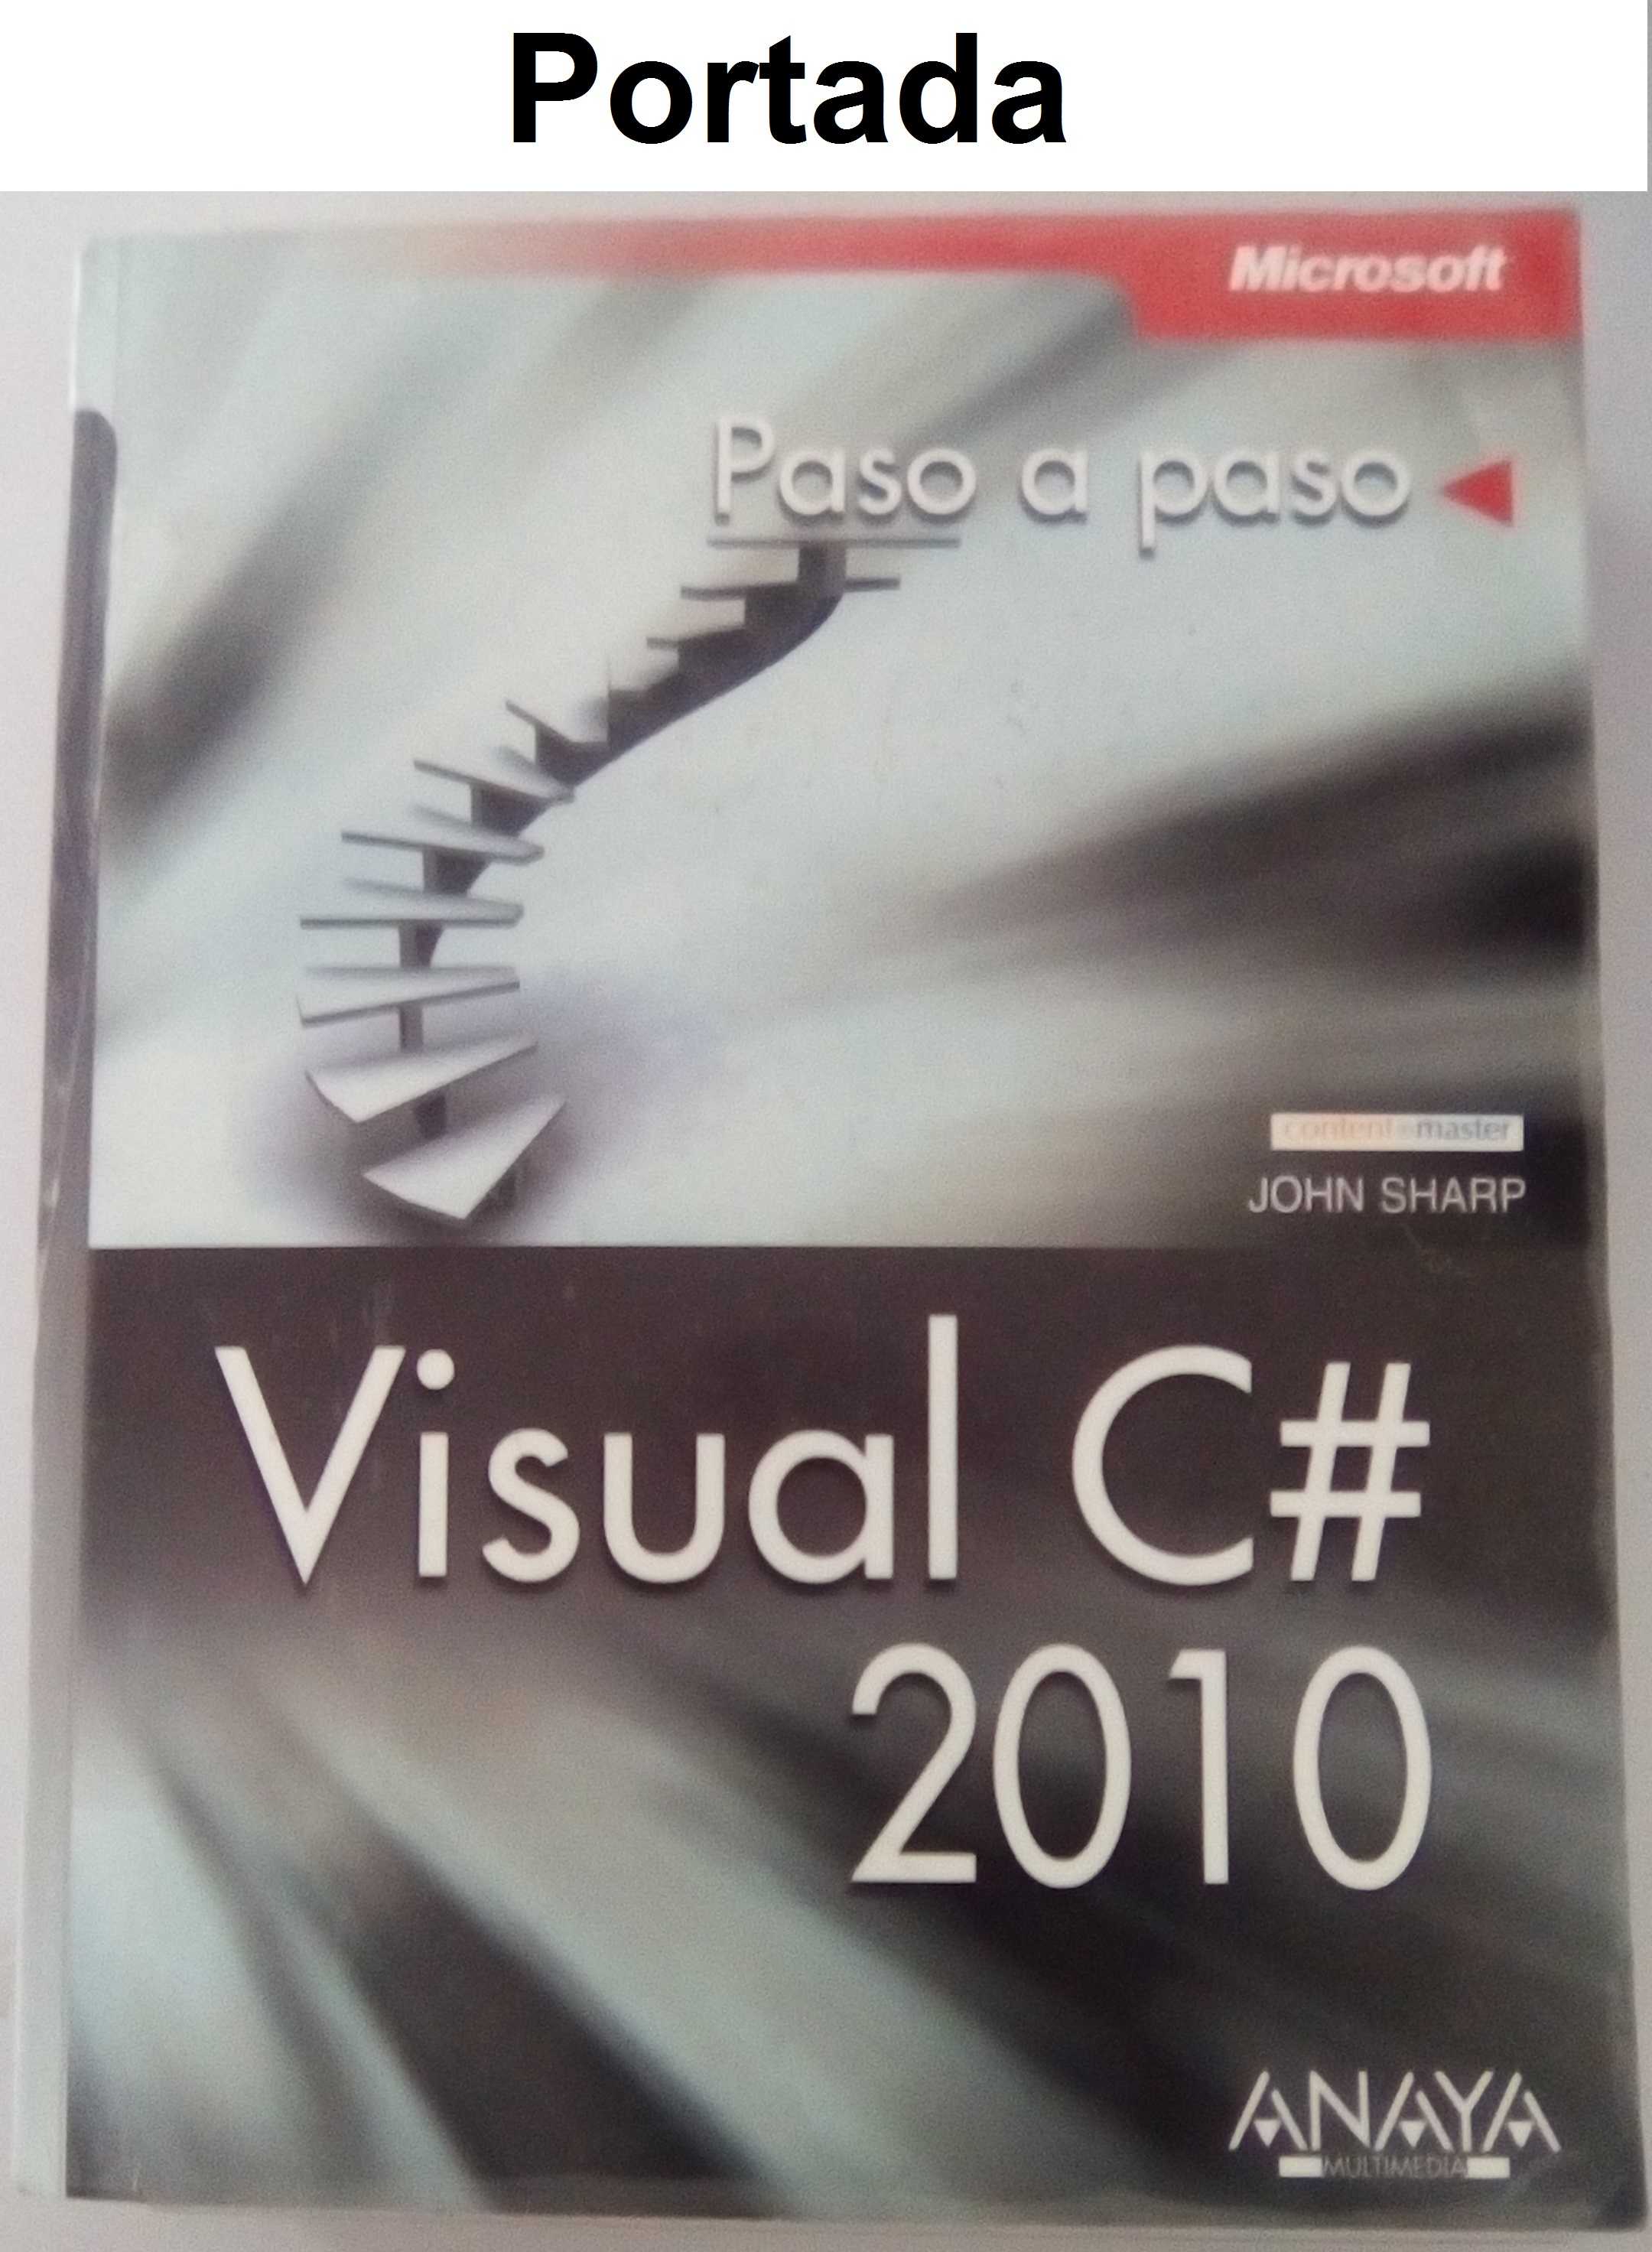 Portada
Microsoft
Paso a paso
content master
JOHN SHARP
Visual C#
2010
ANAYA
MULTIMEDIA